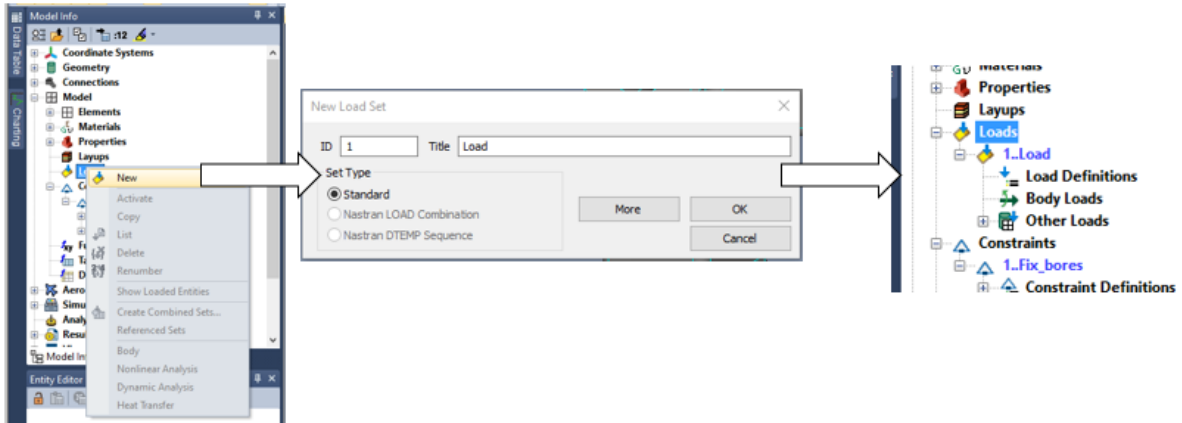 Model Info
:12
Data Table
Charting
Coordinate Systems
Geometry
Connections
Model
Elements
Materials
Properties
Layups
New
Activate
Copy
List
Delete
Renumber
Show Loaded Entities
Create Combined Sets...
Referenced Sets
Body
Nonlinear Analysis
Dynamic Analysis
Heat Transfer
Entity Editor
New Load Set
ID 1 Title Load
Set Type
Standard
Nastran LOAD Combination
Nastran DTEMP Sequence
More OK
Cancel
Materials
Properties
Layups
Loads
1..Load
Load Definitions
Body Loads
Other Loads
Constraints
1..Fix_bores
Constraint Definitions